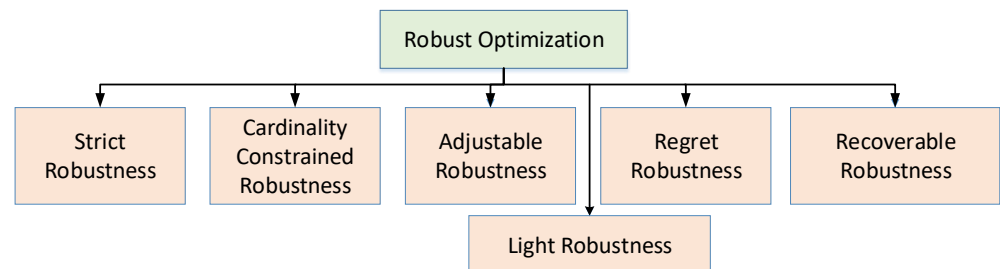 Robust Optimization
Strict
Robustness
Cardinality
Constrained
Robustness
Adjustable
Robustness
Regret
Robustness
Recoverable
Robustness
Light Robustness